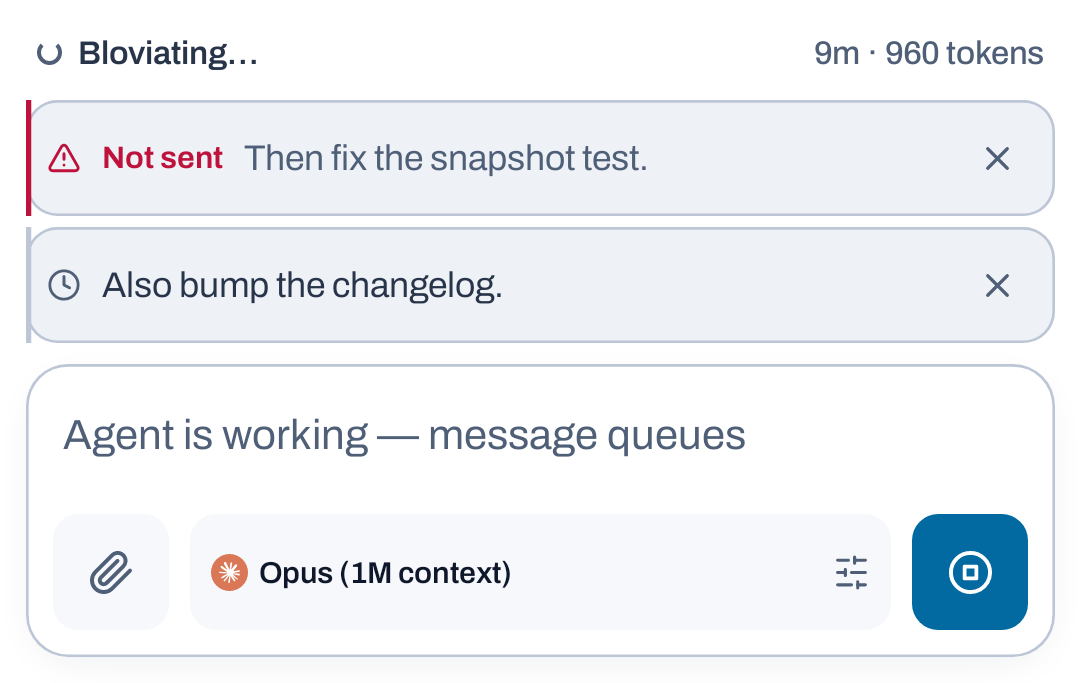 Bloviating… 9m · 960 tokens
Not sent Then fix the snapshot test.
Also bump the changelog.
Agent is working — message queues
Opus (1M context)